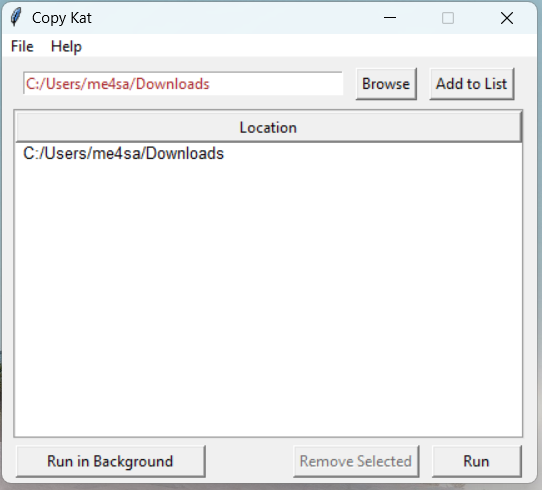 Copy Kat
File Help
C:/Users/me4sa/Downloads Browse Add to List
Location
C:/Users/me4sa/Downloads
Run in Background Remove Selected Run